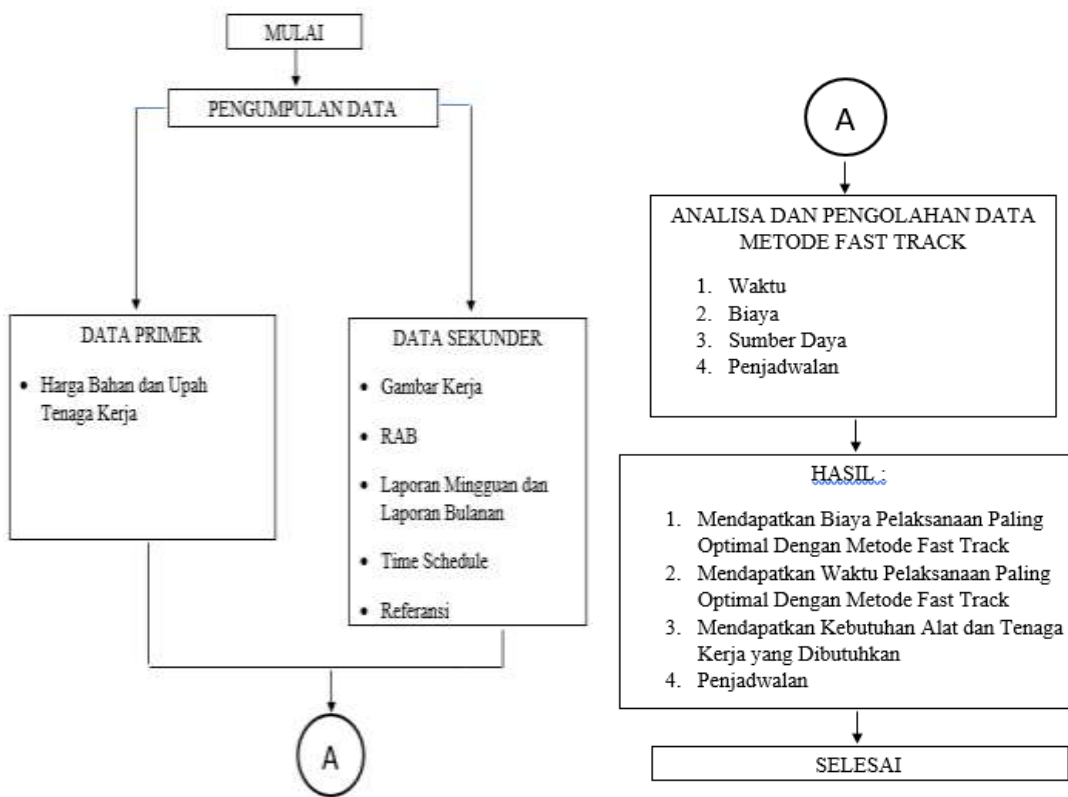 MULAI
PENGUMPULAN DATA
DATA PRIMER
• Harga Bahan dan Upah
Tenaga Kerja
DATA SEKUNDER
• Gambar Kerja
• RAB
• Laporan Mingguan dan
Laporan Bulanan
• Time Schedule
• Referansi
A
A
ANALISA DAN PENGOLAHAN DATA
METODE FAST TRACK
1. Waktu
2. Biaya
3. Sumber Daya
4. Penjadwalan
HASIL :
1. Mendapatkan Biaya Pelaksanaan Paling
Optimal Dengan Metode Fast Track
2. Mendapatkan Waktu Pelaksanaan Paling
Optimal Dengan Metode Fast Track
3. Mendapatkan Kebutuhan Alat dan Tenaga
Kerja yang Dibutuhkan
4. Penjadwalan
SELESAI